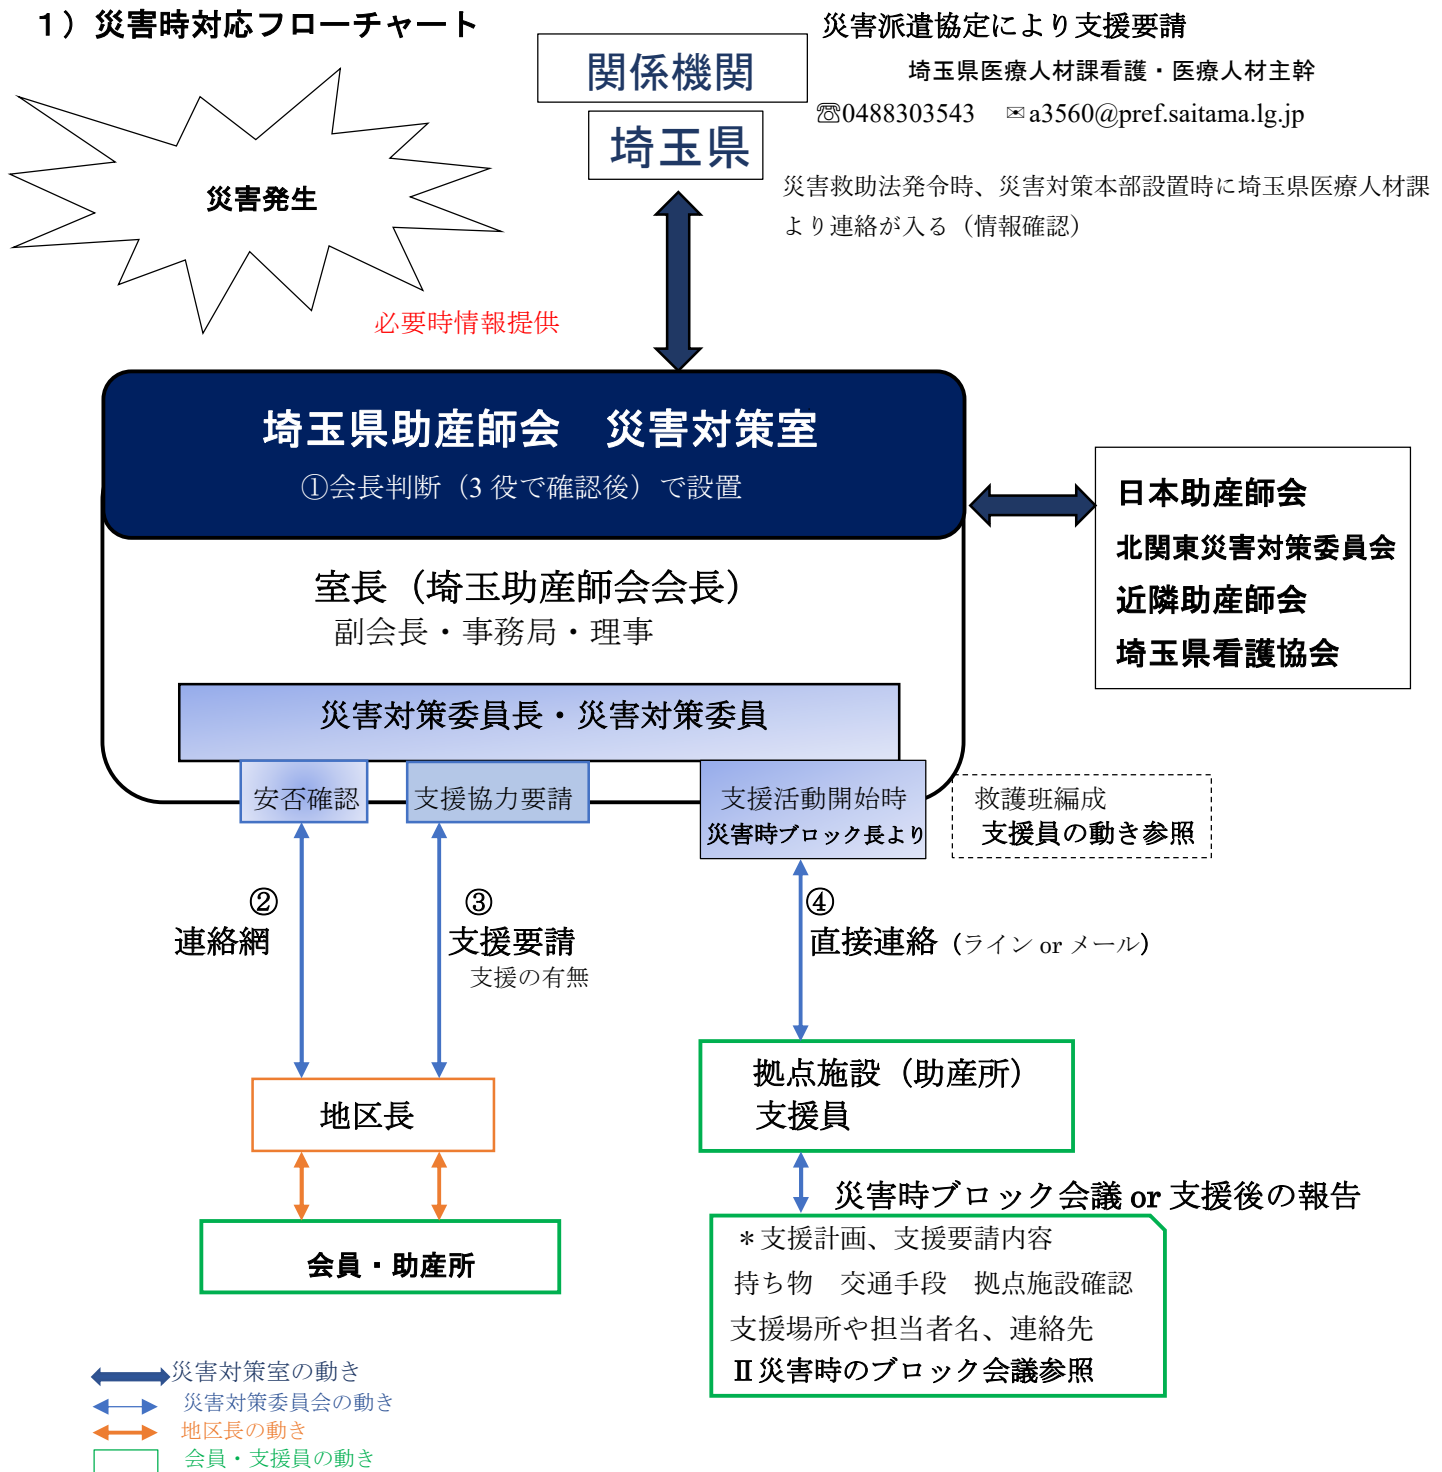 1）災害時対応フローチャート
災害派遣協定により支援要請
関係機関
埼玉県医療人材課看護・医療人材主幹
☏0488303543　✉a3560@pref.saitama.lg.jp
埼玉県
災害発生
災害救助法発令時、災害対策本部設置時に埼玉県医療人材課
より連絡が入る（情報確認）
必要時情報提供
埼玉県助産師会　災害対策室
①会長判断（3 役で確認後）で設置
日本助産師会
北関東災害対策委員会
近隣助産師会
埼玉県看護協会
室長（埼玉助産師会会長）
副会長・事務局・理事
災害対策委員長・災害対策委員
安否確認
支援協力要請
支援活動開始時
災害時ブロック長より
救護班編成
支援員の動き参照
②
連絡網
③
支援要請
支援の有無
④
直接連絡（ライン or メール）
地区長
拠点施設（助産所）
支援員
会員・助産所
災害時ブロック会議 or 支援後の報告
＊支援計画、支援要請内容
持ち物　交通手段　拠点施設確認
支援場所や担当者名、連絡先
Ⅱ災害時のブロック会議参照
災害対策室の動き
災害対策委員会の動き
地区長の動き
会員・支援員の動き